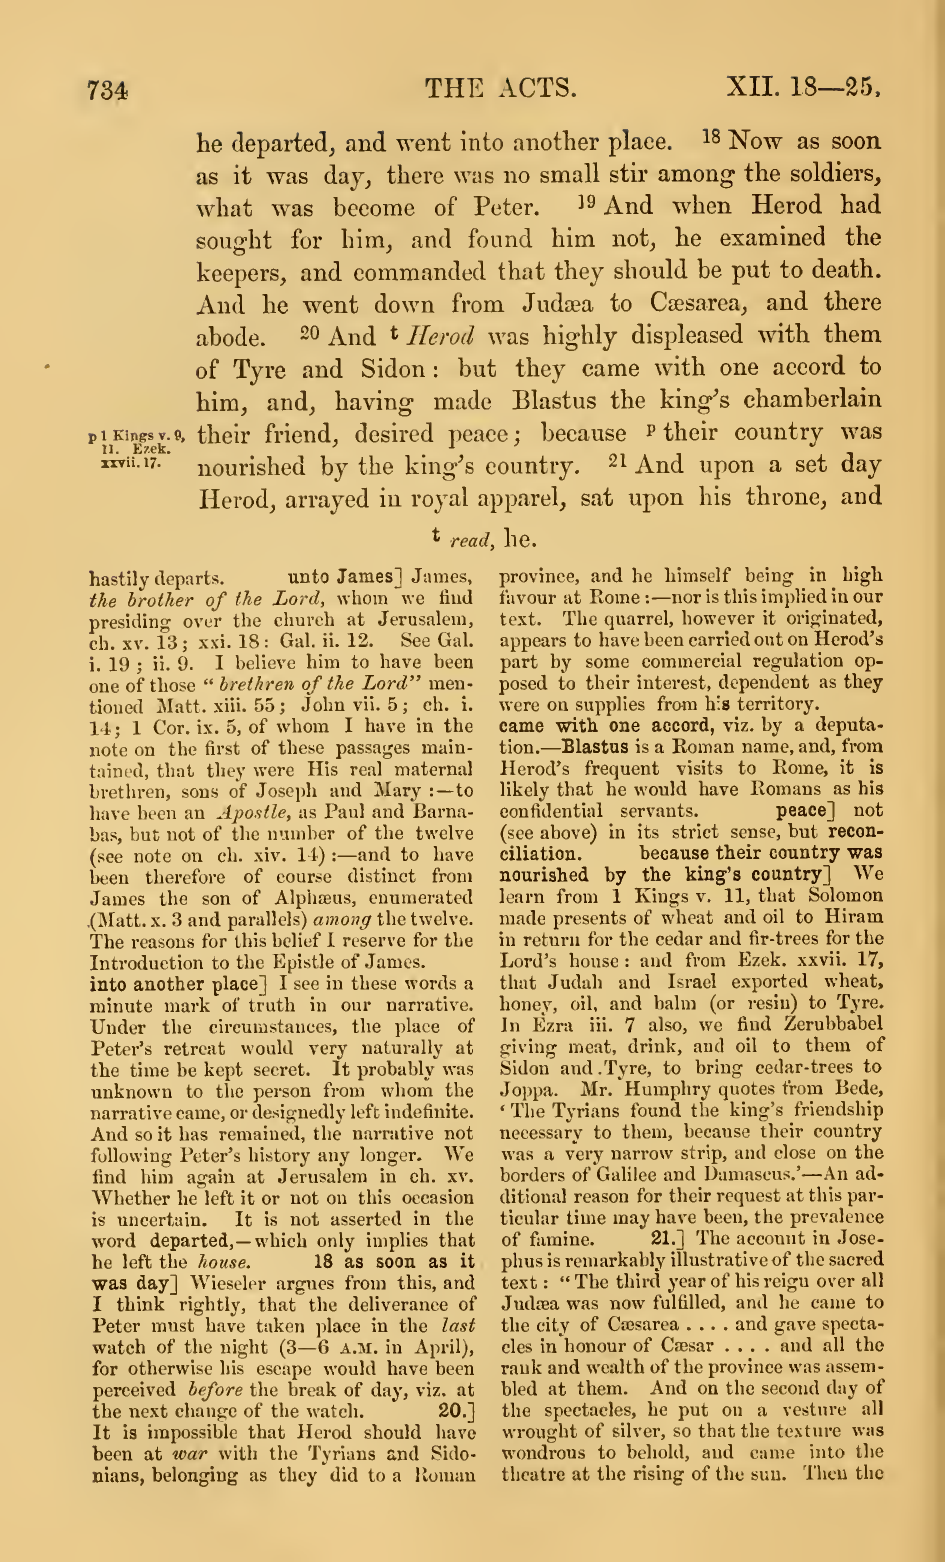 734
THE ACTS.
XII. 18—25.
he departed, and went into another place. 18 Now as soon
as it was day, there was no small stir among the soldiers,
what was become of Peter. 19 And when Herod had
sought for him, and found him not, he examined the
keepers, and commanded that they should be put to death.
And he went down from Judæa to Cæsarea, and there
abode. 20 And t Herod was highly displeased with them
of Tyre and Sidon: but they came with one accord to
him, and, having made Blastus the king's chamberlain
their friend, desired peace; because p their country was
nourished by the king's country. 21 And upon a set day
Herod, arrayed in royal apparel, sat upon his throne, and
p 1 Kings v. 9,
11. Ezek.
xxvii. 17.
t read, he.
hastily departs. unto James] James,
the brother of the Lord, whom we find
presiding over the church at Jerusalem,
ch. xv. 13; xxi. 18: Gal. ii. 12. See Gal.
i. 19; ii. 9. I believe him to have been
one of those "brethren of the Lord" men-
tioned Matt. xiii. 55; John vii. 5; ch. i.
14; 1 Cor. ix. 5, of whom I have in the
note on the first of these passages main-
tained, that they were His real maternal
brethren, sons of Joseph and Mary:—to
have been an Apostle, as Paul and Barna-
bas, but not of the number of the twelve
(see note on ch. xiv. 14):—and to have
been therefore of course distinct from
James the son of Alphæus, enumerated
(Matt. x. 3 and parallels) among the twelve.
The reasons for this belief I reserve for the
Introduction to the Epistle of James.
into another place] I see in these words a
minute mark of truth in our narrative.
Under the circumstances, the place of
Peter's retreat would very naturally at
the time be kept secret. It probably was
unknown to the person from whom the
narrative came, or designedly left indefinite.
And so it has remained, the narrative not
following Peter's history any longer. We
find him again at Jerusalem in ch. xv.
Whether he left it or not on this occasion
is uncertain. It is not asserted in the
word departed,—which only implies that
he left the house. 18 as soon as it
was day] Wieseler argues from this, and
I think rightly, that the deliverance of
Peter must have taken place in the last
watch of the night (3—6 A.M. in April),
for otherwise his escape would have been
perceived before the break of day, viz. at
the next change of the watch. 20.]
It is impossible that Herod should have
been at war with the Tyrians and Sido-
nians, belonging as they did to a Roman
province, and he himself being in high
favour at Rome:—nor is this implied in our
text. The quarrel, however it originated,
appears to have been carried out on Herod's
part by some commercial regulation op-
posed to their interest, dependent as they
were on supplies from his territory.
came with one accord, viz. by a deputa-
tion.—Blastus is a Roman name, and, from
Herod's frequent visits to Rome, it is
likely that he would have Romans as his
confidential servants. peace] not
(see above) in its strict sense, but recon-
ciliation. because their country was
nourished by the king's country] We
learn from 1 Kings v. 11, that Solomon
made presents of wheat and oil to Hiram
in return for the cedar and fir-trees for the
Lord's house: and from Ezek. xxvii. 17,
that Judah and Israel exported wheat,
honey, oil, and balm (or resin) to Tyre.
In Ezra iii. 7 also, we find Zerubbabel
giving meat, drink, and oil to them of
Sidon and Tyre, to bring cedar-trees to
Joppa. Mr. Humphry quotes from Bede,
'The Tyrians found the king's friendship
necessary to them, because their country
was a very narrow strip, and close on the
borders of Galilee and Damascus.'—An ad-
ditional reason for their request at this par-
ticular time may have been, the prevalence
of famine. 21.] The account in Jose-
phus is remarkably illustrative of the sacred
text: "The third year of his reign over all
Judæa was now fulfilled, and he came to
the city of Cæsarea .... and gave specta-
cles in honour of Cæsar .... and all the
rank and wealth of the province was assem-
bled at them. And on the second day of
the spectacles, he put on a vesture all
wrought of silver, so that the texture was
wondrous to behold, and came into the
theatre at the rising of the sun. Then the